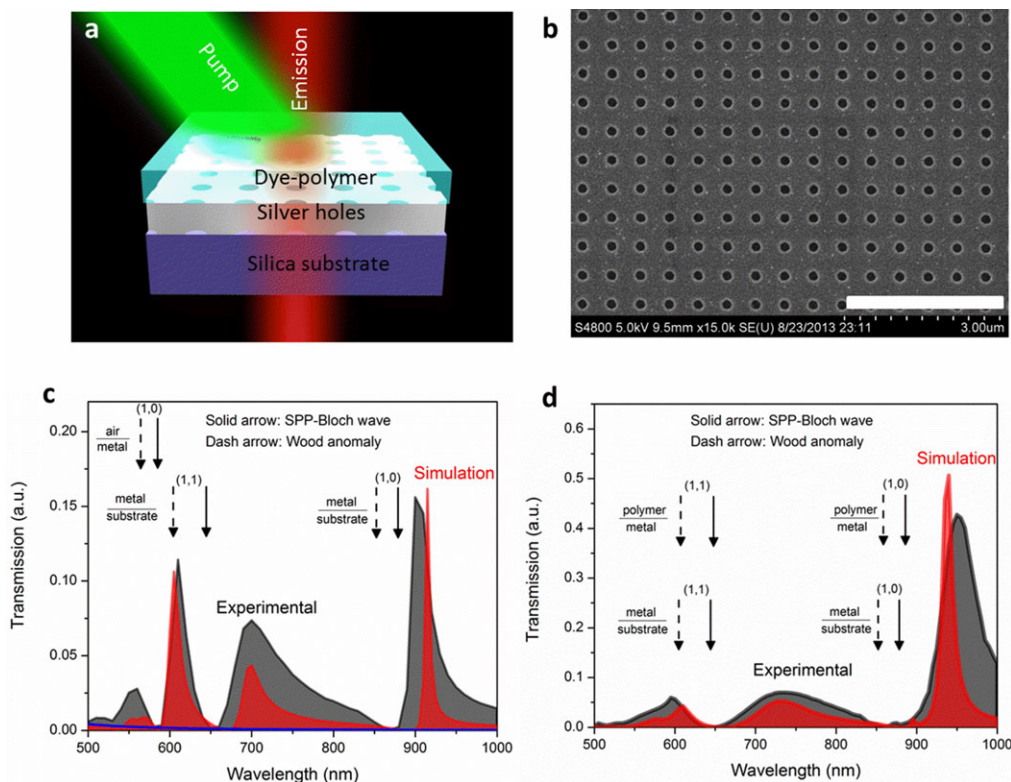 a
Pump
Emission
Dye-polymer
Silver holes
Silica substrate
b
S4800 5.0kV 9.5mm x15.0k SE(U) 8/23/2013 23:11
3.00um
c
Solid arrow: SPP-Bloch wave
Dash arrow: Wood anomaly
(1,0)
air
metal
(1,1)
metal
substrate
(1,0)
metal
substrate
Simulation
Experimental
Transmission (a.u.)
0.20
0.15
0.10
0.05
0.00
500 600 700 800 900 1000
Wavelength (nm)
d
Solid arrow: SPP-Bloch wave
Dash arrow: Wood anomaly
Simulation
(1,1)
polymer
metal
(1,0)
polymer
metal
(1,1)
metal
substrate
(1,0)
metal
substrate
Experimental
Transmission (a.u.)
0.6
0.5
0.4
0.3
0.2
0.1
0.0
500 600 700 800 900 1000
Wavelength (nm)